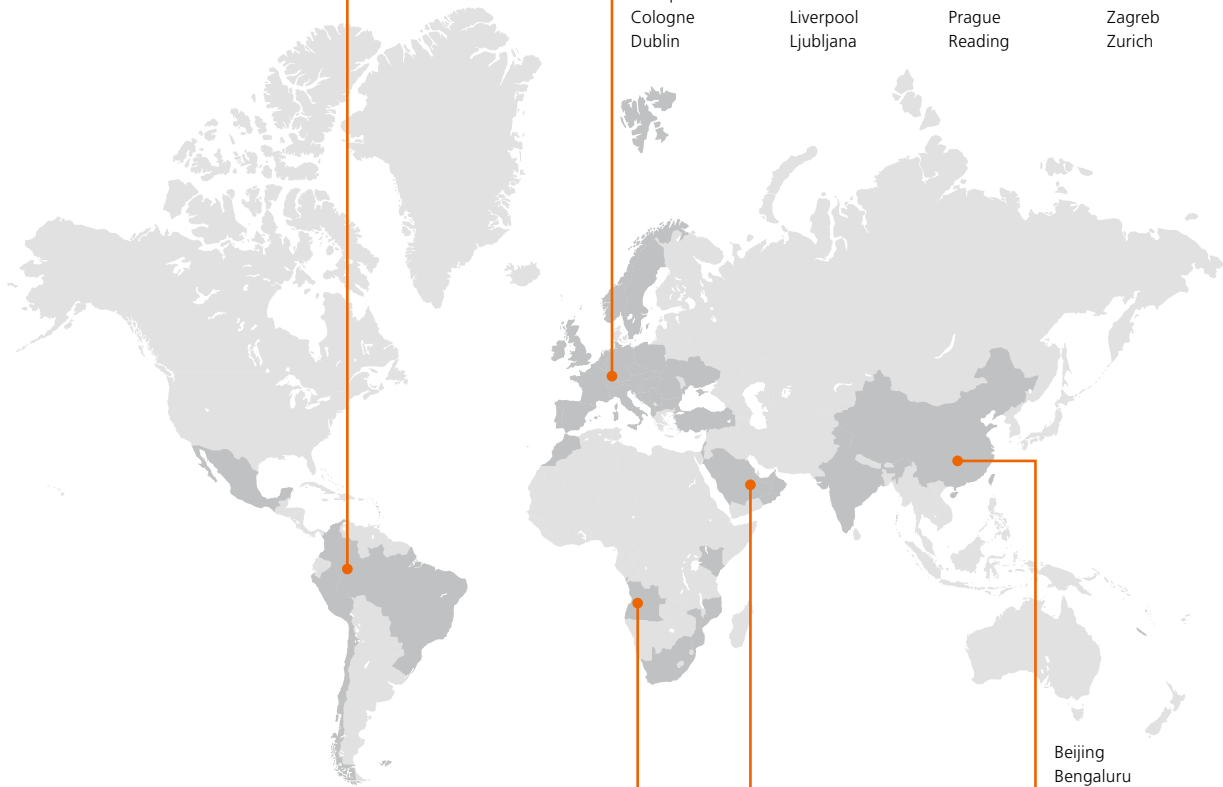 Cologne
Dublin
Liverpool
Ljubljana
Prague
Reading
Zagreb
Zurich
Beijing
Bengaluru